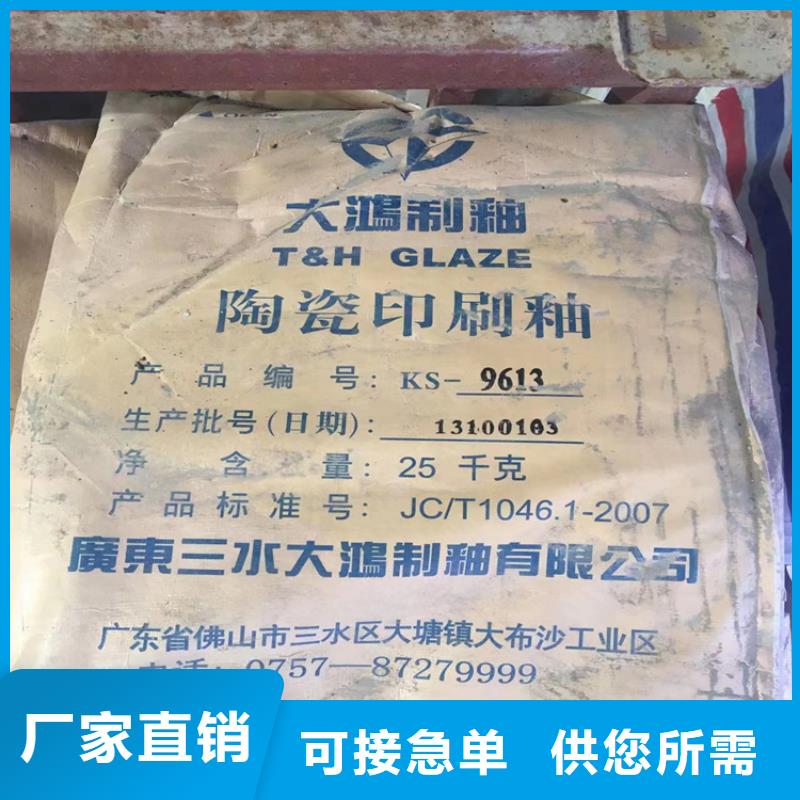 OPEN
大鴻制釉
T&H GLAZE
陶瓷印刷釉
产品编号: KS- 9613
生产批号(日期): 13100103
净含量: 25 千克
产品标准号: JC/T1046.1-2007
廣東三水大鴻制釉有限公司
广东省佛山市三水区大塘镇大布沙工业区
电话: 0757—87279999
厂家直销 可接急单 供您所需